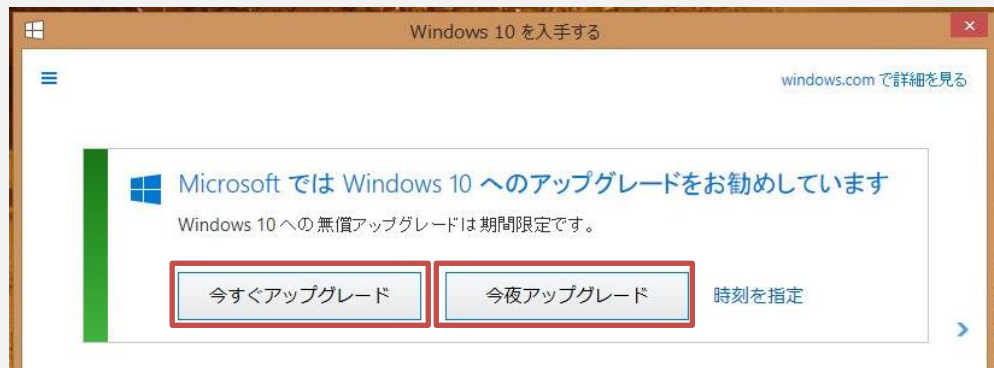 Windows 10 を入手する
windows.com で詳細を見る
Microsoft では Windows 10 へのアップグレードをお勧めしています
Windows 10 への無償アップグレードは期間限定です。
今すぐアップグレード 今夜アップグレード 時刻を指定